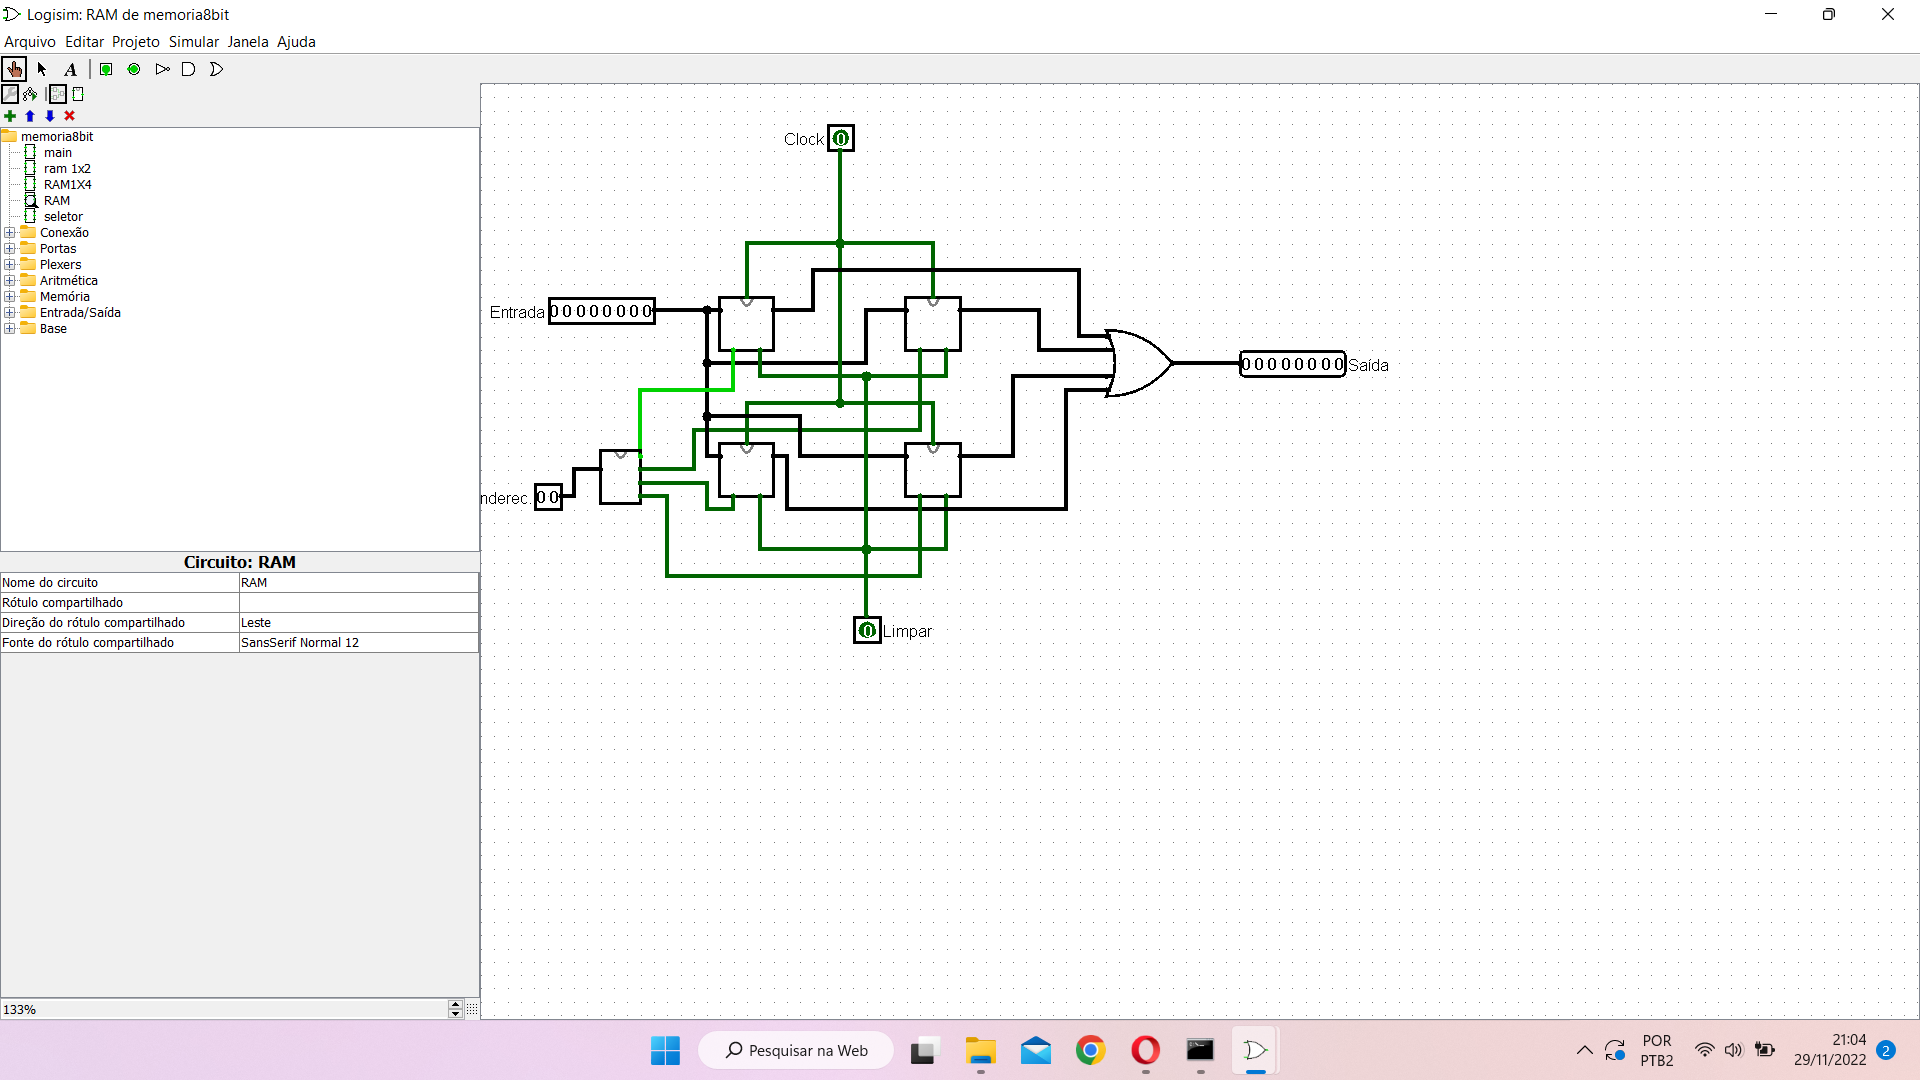 Logisim: RAM de memoria8bit
Arquivo Editar Projeto Simular Janela Ajuda
A
memoria8bit
main
ram 1x2
RAM1X4
RAM
seletor
Conexão
Portas
Plexers
Aritmética
Memória
Entrada/Saída
Base
Circuito: RAM
Nome do circuito RAM
Rótulo compartilhado
Direção do rótulo compartilhado Leste
Fonte do rótulo compartilhado SansSerif Normal 12
133%
Clock 0
Entrada 00000000
00000000 Saída
nderec. 00
0 Limpar
Pesquisar na Web
POR
PTB2
21:04
29/11/2022
2